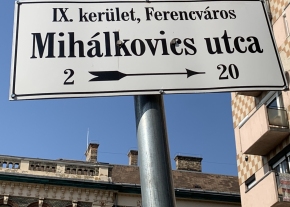 IX. kerület, Ferencváros
Mihálkovics utca
2 20